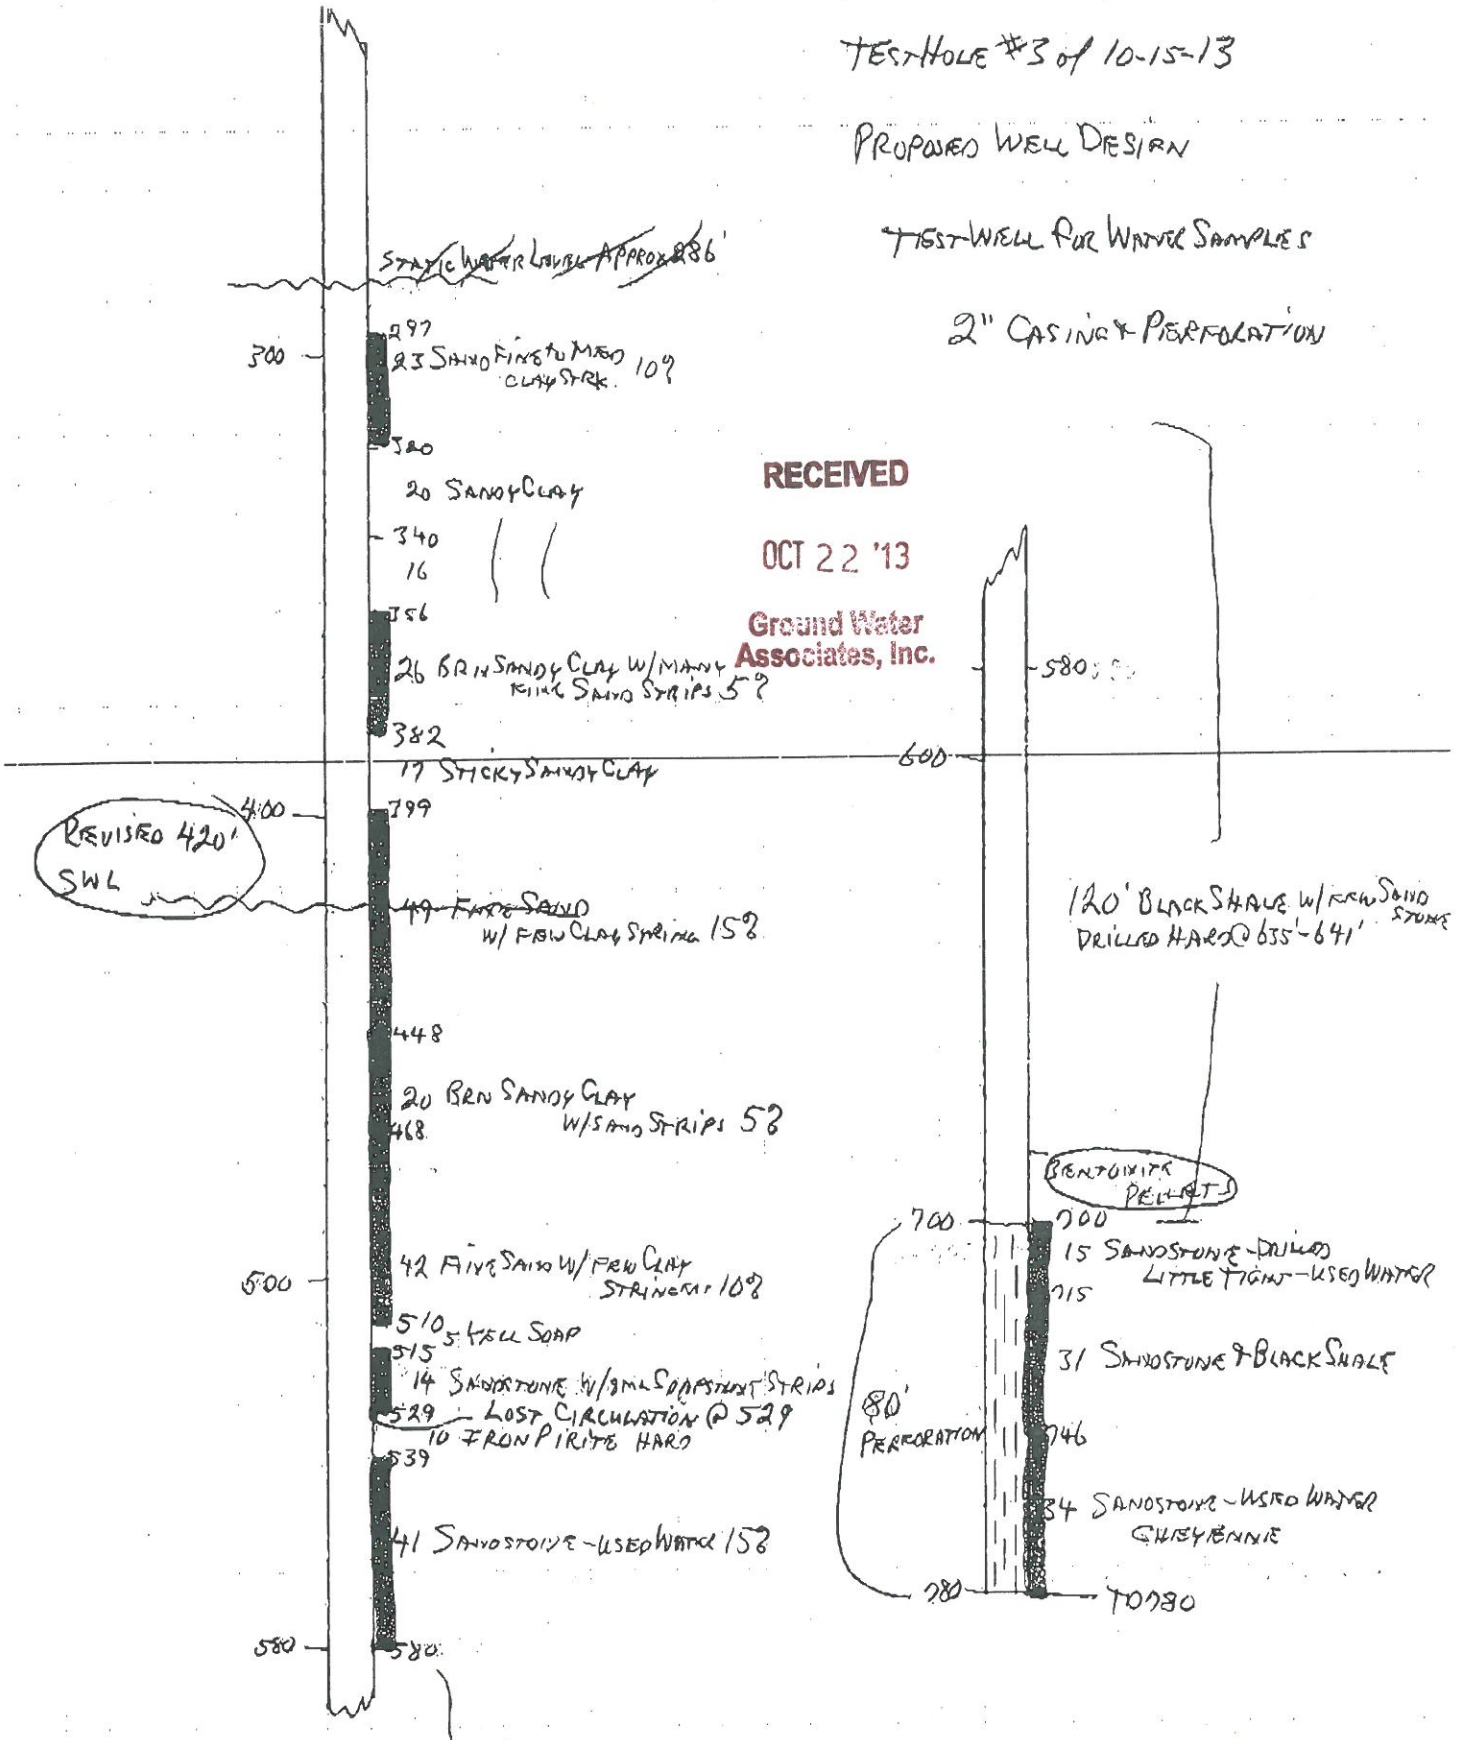 TEST HOLE #3 of 10-15-13
PROPOSED WELL DESIGN
TEST WELL FOR WATER SAMPLES
2" CASING & PERFORATION
STATIC WATER LEVEL APPROX 286'
297
300
23 SAND FINE TO MED
CLAY STRK. 10?
320
20 SANDY CLAY
340
16
356
26 BRN SANDY CLAY W/ MANY
FINE SAND STRIPS 5?
382
17 STICKY SANDY CLAY
400
399
REVISED 420'
SWL
49 FINE SAND
W/ FEW CLAY STRING 15?
448
20 BRN SANDY CLAY
W/ SAND STRIPS 5?
468
42 FINE SAND W/ FEW CLAY
STRINGERS 10?
500
510
5 YELL SOAP
515
14 SANDSTONE W/ SML SOAPSTONE STRIPS
529 - LOST CIRCULATION @ 529
10 IRON PIRITE HARD
539
41 SANDSTONE - USED WATER 15?
580
580
RECEIVED
OCT 22 '13
Ground Water
Associates, Inc.
580
600
120' BLACK SHALE W/ FEW SAND
STONE
DRILLED HARD @ 635'-641'
BENTONITE
PELLETS
700
700
15 SANDSTONE - DRILLED
LITTLE TIGHT - USED WATER
715
31 SANDSTONE & BLACK SHALE
80'
PERFORATION
746
34 SANDSTONE - USED WATER
CHEYENNE
780
TD 780